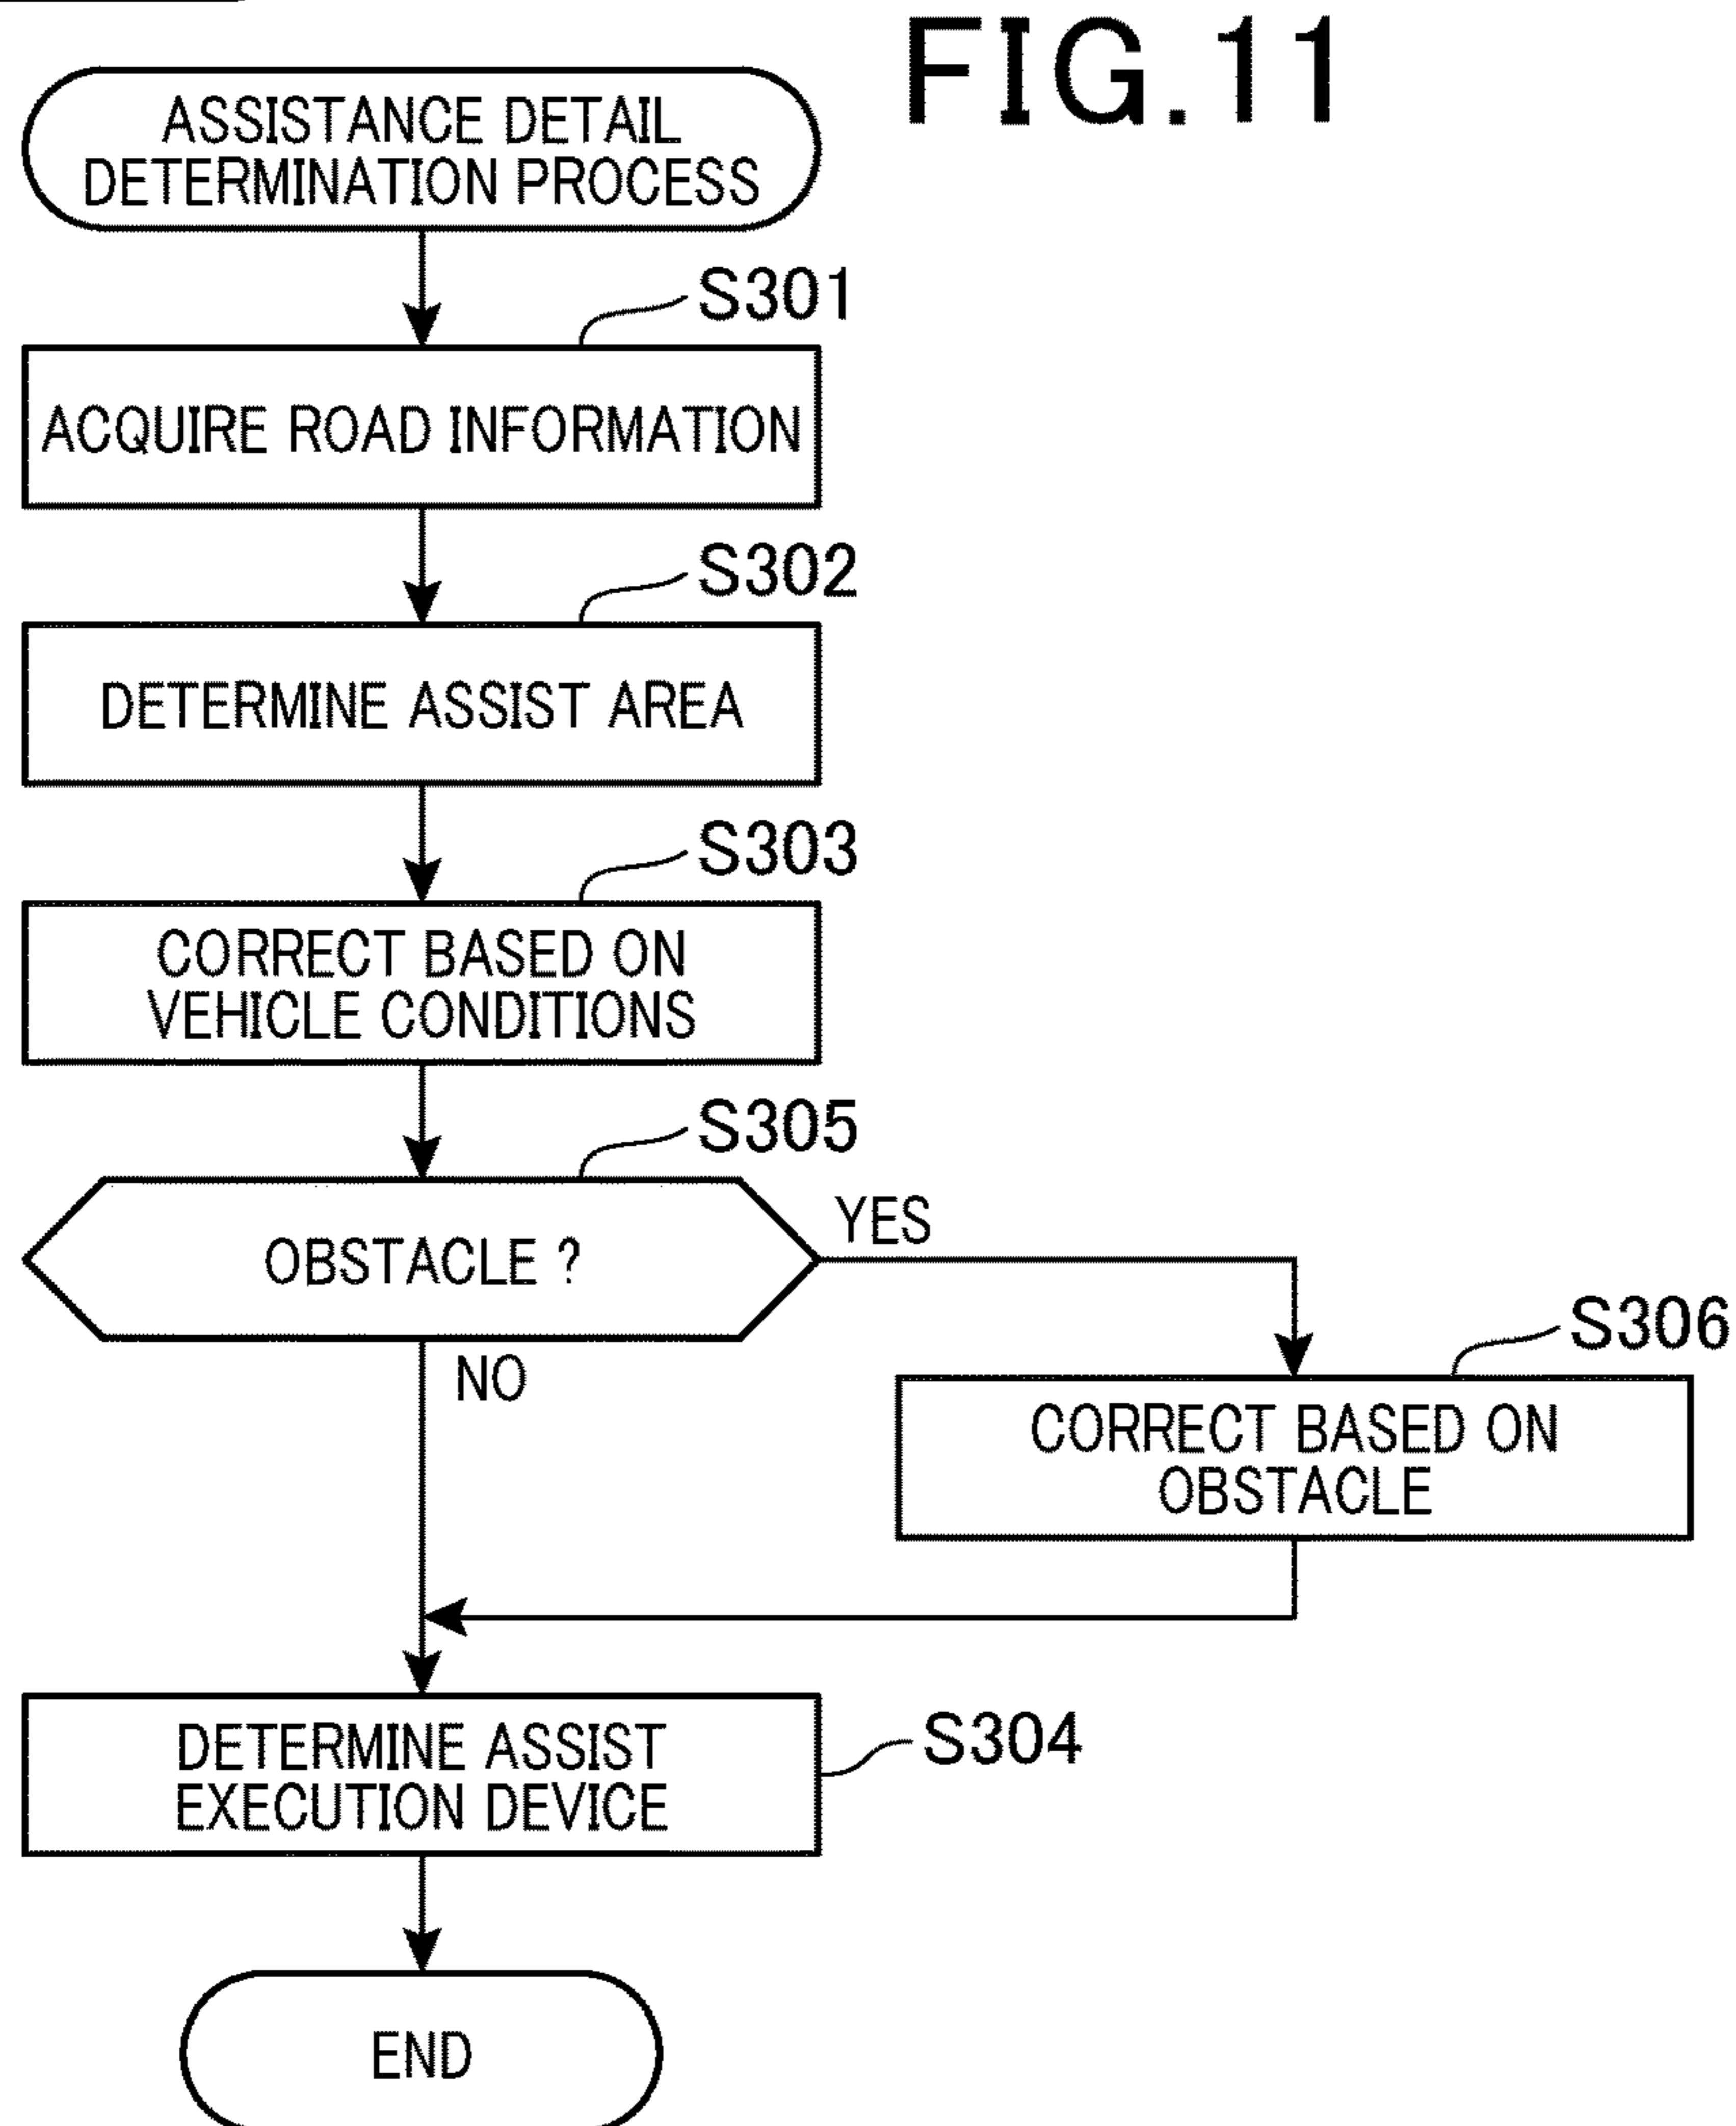 FIG.11
ASSISTANCE DETAIL
DETERMINATION PROCESS
S301
ACQUIRE ROAD INFORMATION
S302
DETERMINE ASSIST AREA
S303
CORRECT BASED ON
VEHICLE CONDITIONS
S305
OBSTACLE ?
YES
NO
S306
CORRECT BASED ON
OBSTACLE
DETERMINE ASSIST
EXECUTION DEVICE
S304
END